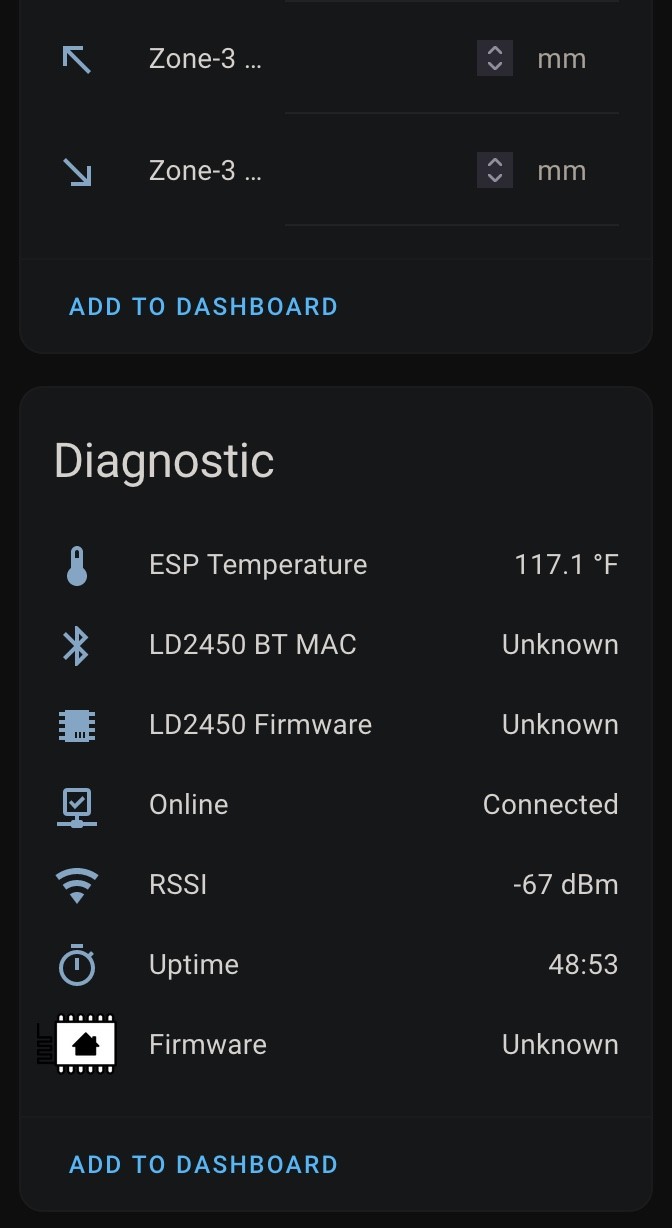 Zone-3 ... mm
Zone-3 ... mm
ADD TO DASHBOARD
Diagnostic
ESP Temperature 117.1 °F
LD2450 BT MAC Unknown
LD2450 Firmware Unknown
Online Connected
RSSI -67 dBm
Uptime 48:53
Firmware Unknown
ADD TO DASHBOARD